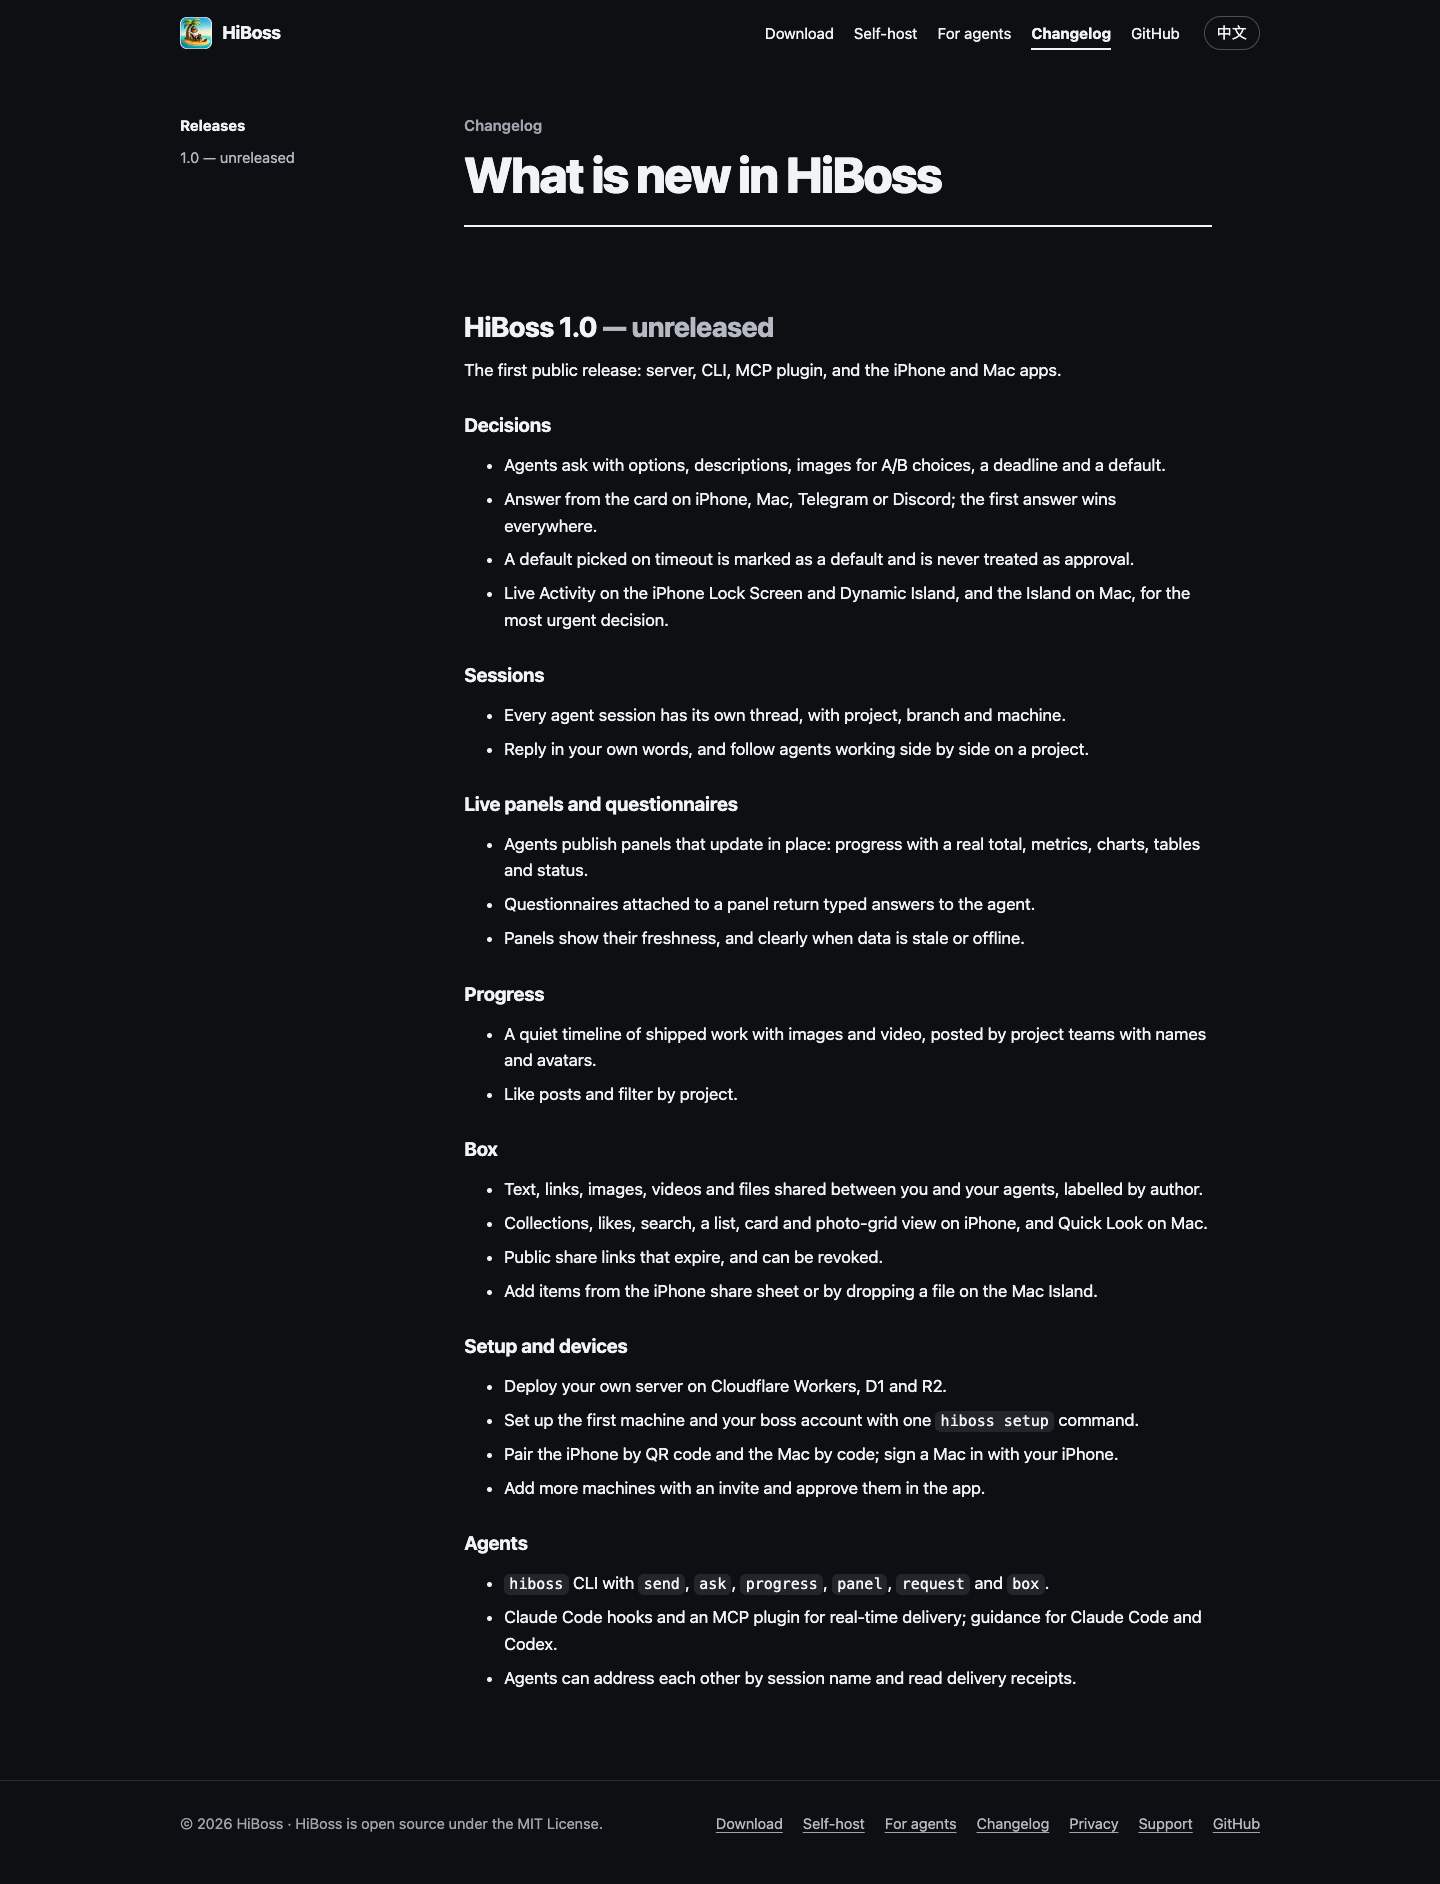 HiBoss
Download
Self-host
For agents
Changelog
GitHub
中文
Releases
1.0 — unreleased
Changelog
What is new in HiBoss
HiBoss 1.0 — unreleased
The first public release: server, CLI, MCP plugin, and the iPhone and Mac apps.
Decisions
• Agents ask with options, descriptions, images for A/B choices, a deadline and a default.
• Answer from the card on iPhone, Mac, Telegram or Discord; the first answer wins
everywhere.
• A default picked on timeout is marked as a default and is never treated as approval.
• Live Activity on the iPhone Lock Screen and Dynamic Island, and the Island on Mac, for the
most urgent decision.
Sessions
• Every agent session has its own thread, with project, branch and machine.
• Reply in your own words, and follow agents working side by side on a project.
Live panels and questionnaires
• Agents publish panels that update in place: progress with a real total, metrics, charts, tables
and status.
• Questionnaires attached to a panel return typed answers to the agent.
• Panels show their freshness, and clearly when data is stale or offline.
Progress
• A quiet timeline of shipped work with images and video, posted by project teams with names
and avatars.
• Like posts and filter by project.
Box
• Text, links, images, videos and files shared between you and your agents, labelled by author.
• Collections, likes, search, a list, card and photo-grid view on iPhone, and Quick Look on Mac.
• Public share links that expire, and can be revoked.
• Add items from the iPhone share sheet or by dropping a file on the Mac Island.
Setup and devices
• Deploy your own server on Cloudflare Workers, D1 and R2.
• Set up the first machine and your boss account with one hiboss setup command.
• Pair the iPhone by QR code and the Mac by code; sign a Mac in with your iPhone.
• Add more machines with an invite and approve them in the app.
Agents
• hiboss CLI with send, ask, progress, panel, request and box.
• Claude Code hooks and an MCP plugin for real-time delivery; guidance for Claude Code and
Codex.
• Agents can address each other by session name and read delivery receipts.
© 2026 HiBoss · HiBoss is open source under the MIT License.
Download
Self-host
For agents
Changelog
Privacy
Support
GitHub